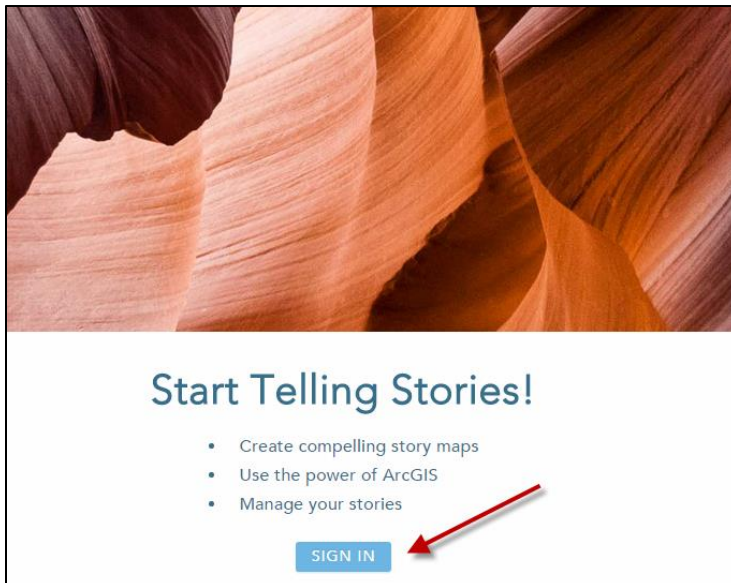 Start Telling Stories!
• Create compelling story maps
• Use the power of ArcGIS
• Manage your stories
SIGN IN